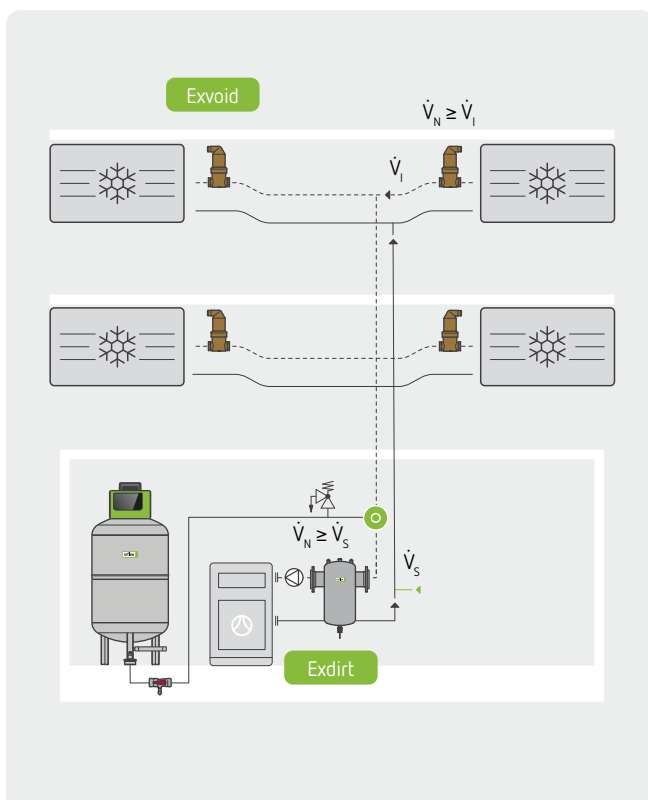 Exvoid
V̇N ≥ V̇I
V̇I
V̇N ≥ V̇S
V̇S
Exdirt